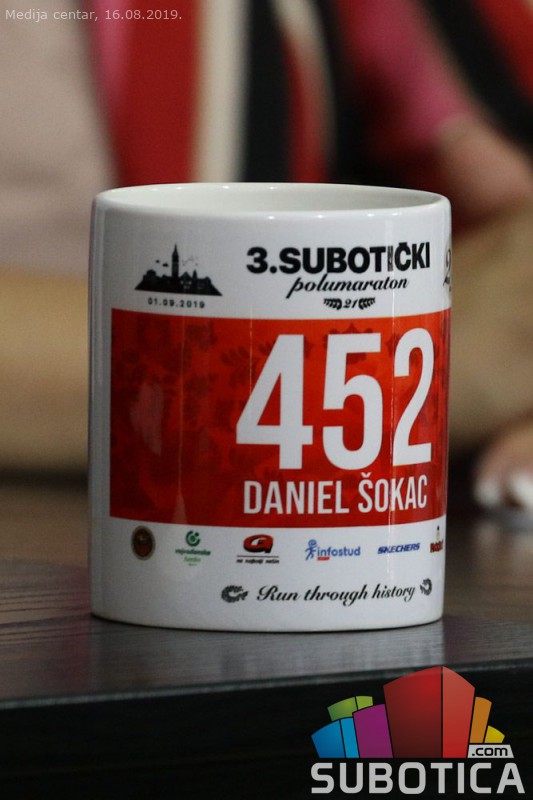 Medija centar, 16.08.2019.
3.SUBOTIČKI
polumaraton
21
01.09.2019
452
DANIEL ŠOKAC
infostud
SKECHERS
Run through history
.com
SUBOTICA